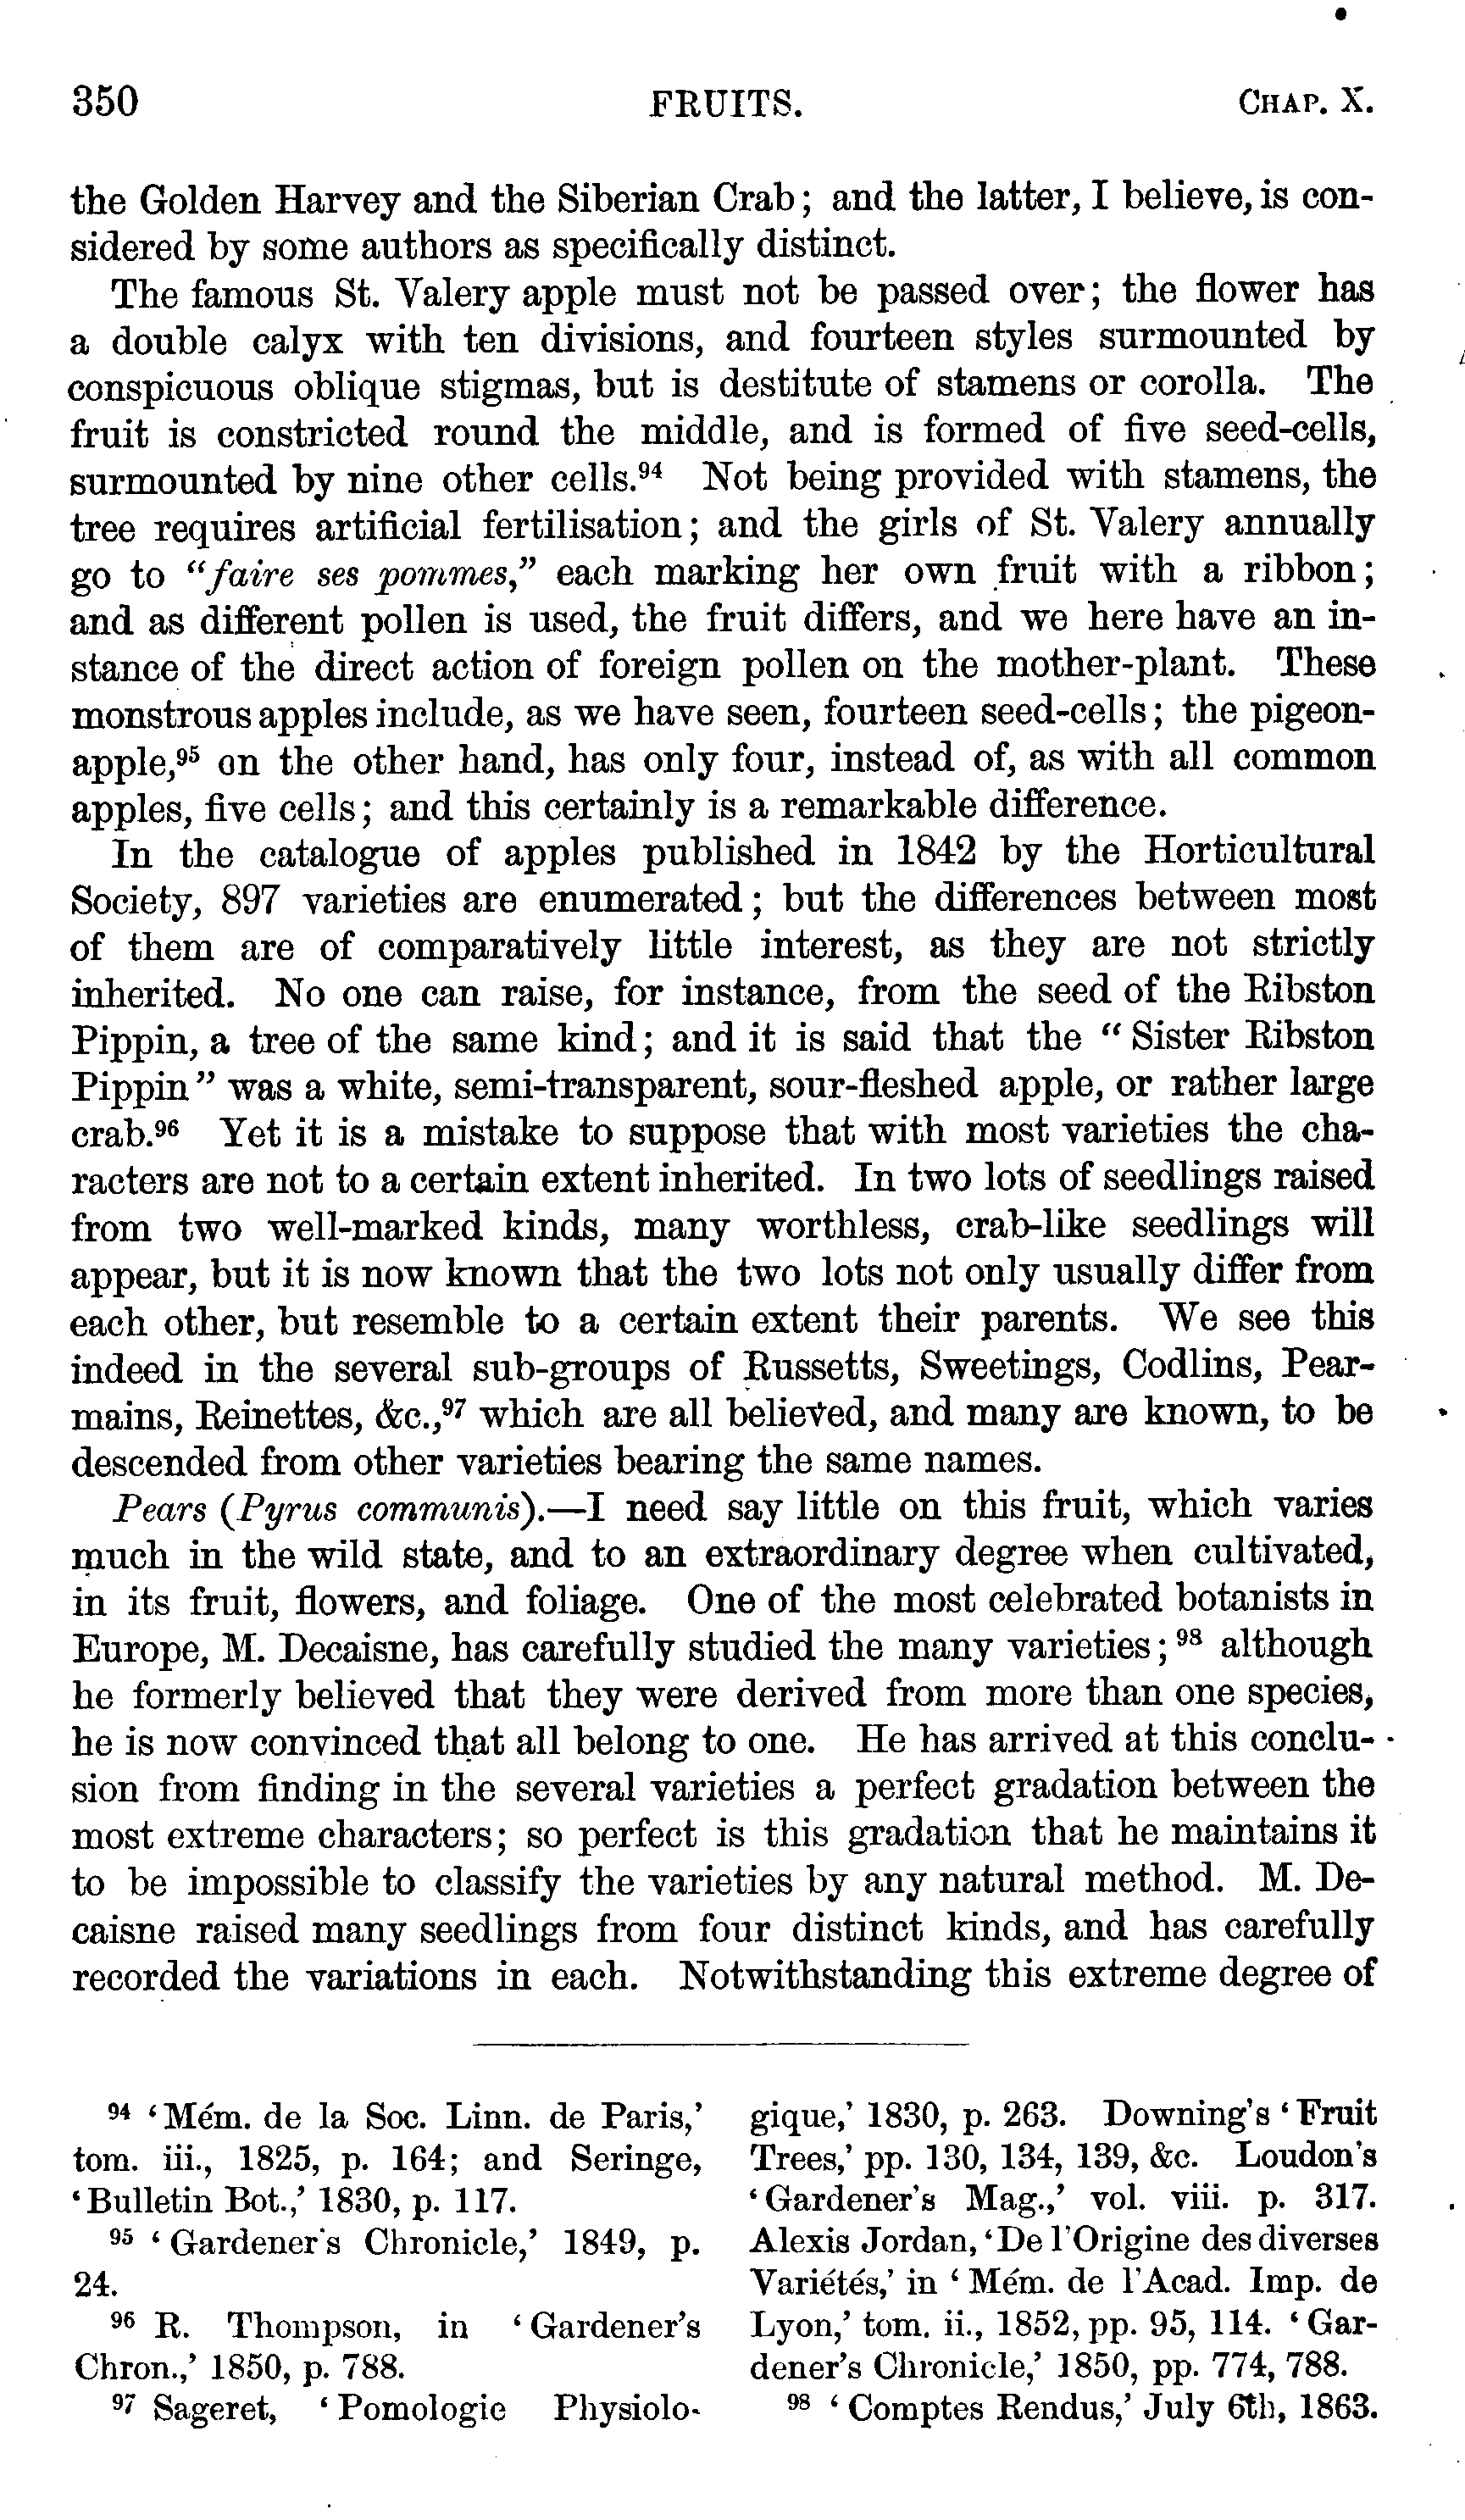 350 FRUITS. CHAP. X.
the Golden Harvey and the Siberian Crab; and the latter, I believe, is con-
sidered by some authors as specifically distinct.
The famous St. Valery apple must not be passed over; the flower has
a double calyx with ten divisions, and fourteen styles surmounted by
conspicuous oblique stigmas, but is destitute of stamens or corolla. The
fruit is constricted round the middle, and is formed of five seed-cells,
surmounted by nine other cells.⁹⁴ Not being provided with stamens, the
tree requires artificial fertilisation; and the girls of St. Valery annually
go to “faire ses pommes,” each marking her own fruit with a ribbon;
and as different pollen is used, the fruit differs, and we here have an in-
stance of the direct action of foreign pollen on the mother-plant. These
monstrous apples include, as we have seen, fourteen seed-cells; the pigeon-
apple,⁹⁵ on the other hand, has only four, instead of, as with all common
apples, five cells; and this certainly is a remarkable difference.
In the catalogue of apples published in 1842 by the Horticultural
Society, 897 varieties are enumerated; but the differences between most
of them are of comparatively little interest, as they are not strictly
inherited. No one can raise, for instance, from the seed of the Ribston
Pippin, a tree of the same kind; and it is said that the “Sister Ribston
Pippin” was a white, semi-transparent, sour-fleshed apple, or rather large
crab.⁹⁶ Yet it is a mistake to suppose that with most varieties the cha-
racters are not to a certain extent inherited. In two lots of seedlings raised
from two well-marked kinds, many worthless, crab-like seedlings will
appear, but it is now known that the two lots not only usually differ from
each other, but resemble to a certain extent their parents. We see this
indeed in the several sub-groups of Russetts, Sweetings, Codlins, Pear-
mains, Reinettes, &c.,⁹⁷ which are all believed, and many are known, to be
descended from other varieties bearing the same names.
Pears (Pyrus communis).—I need say little on this fruit, which varies
much in the wild state, and to an extraordinary degree when cultivated,
in its fruit, flowers, and foliage. One of the most celebrated botanists in
Europe, M. Decaisne, has carefully studied the many varieties;⁹⁸ although
he formerly believed that they were derived from more than one species,
he is now convinced that all belong to one. He has arrived at this conclu-
sion from finding in the several varieties a perfect gradation between the
most extreme characters; so perfect is this gradation that he maintains it
to be impossible to classify the varieties by any natural method. M. De-
caisne raised many seedlings from four distinct kinds, and has carefully
recorded the variations in each. Notwithstanding this extreme degree of
⁹⁴ ‘Mém. de la Soc. Linn. de Paris,’
tom. iii., 1825, p. 164; and Seringe,
‘Bulletin Bot.,’ 1830, p. 117.
⁹⁵ ‘Gardener's Chronicle,’ 1849, p.
24.
⁹⁶ R. Thompson, in ‘Gardener's
Chron.,’ 1850, p. 788.
⁹⁷ Sageret, ‘Pomologie Physiolo-
gique,’ 1830, p. 263. Downing's ‘Fruit
Trees,’ pp. 130, 134, 139, &c. Loudon's
‘Gardener's Mag.,’ vol. viii. p. 317.
Alexis Jordan, ‘De l'Origine des diverses
Variétés,’ in ‘Mém. de l'Acad. Imp. de
Lyon,’ tom. ii., 1852, pp. 95, 114. ‘Gar-
dener's Chronicle,’ 1850, pp. 774, 788.
⁹⁸ ‘Comptes Rendus,’ July 6th, 1863.